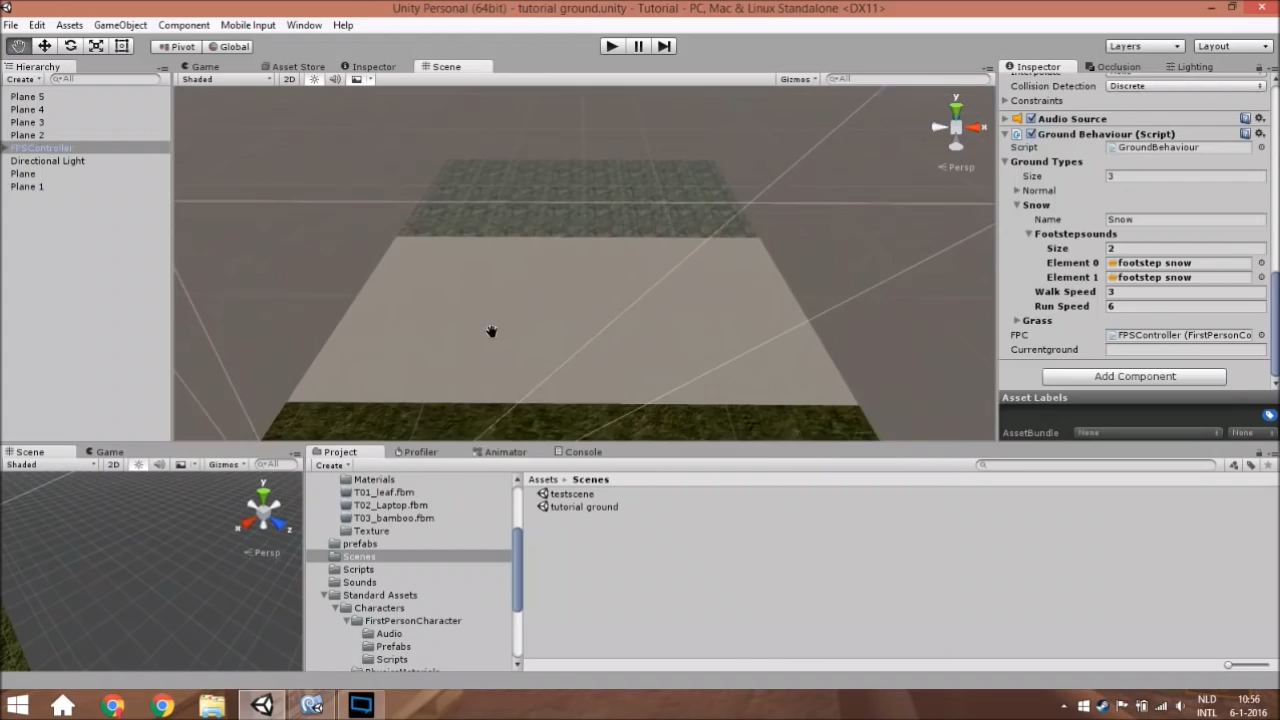 Unity Personal (64bit) - tutorial ground.unity - Tutorial - PC, Mac & Linux Standalone <DX11>
File Edit Assets GameObject Component Mobile Input Window Help
Pivot Global Layers Layout
Hierarchy Game Asset Store Inspector Scene Inspector Occlusion Lighting
Create All Shaded 2D Gizmos All
Collision Detection Discrete
Plane 5
Constraints
Plane 4
Audio Source
Plane 3
Plane 2
Ground Behaviour (Script)
FPSController
Script GroundBehaviour
Directional Light
Ground Types
Plane
Size 3
Plane 1
Normal
Snow
Name Snow
Footstepsounds
Size 2
Element 0 footstep snow
Element 1 footstep snow
Walk Speed 3
Run Speed 6
Grass
FPC FPSController (FirstPersonCo
Currentground
Add Component
Asset Labels
AssetBundle None None
y
x
Persp
Scene Game Project Profiler Animator Console
Shaded 2D Gizmos All Create
Materials
T01_leaf.fbm
T02_Laptop.fbm
T03_bamboo.fbm
Texture
prefabs
Scenes
Scripts
Sounds
Standard Assets
Characters
FirstPersonCharacter
Audio
Prefabs
Scripts
Assets Scenes
testscene
tutorial ground
y
x
z
Persp
NLD 10:56
INTL 6-1-2016